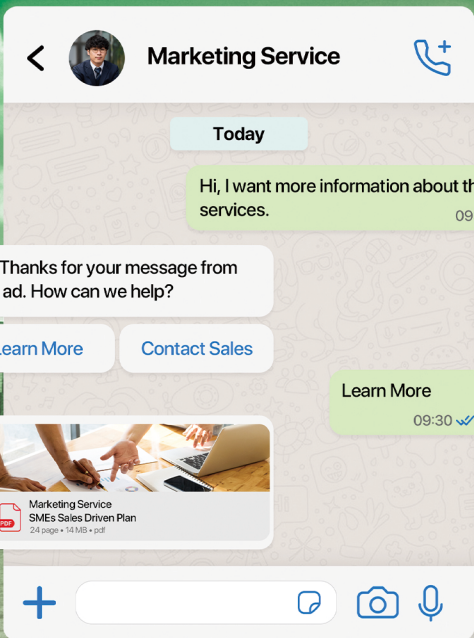 Marketing Service
Today
Hi, I want more information about th
services.
09
Thanks for your message from
ad. How can we help?
earn More
Contact Sales
Learn More
09:30
Marketing Service
PDF
SMEs Sales Driven Plan
24 page • 14 MB • pdf